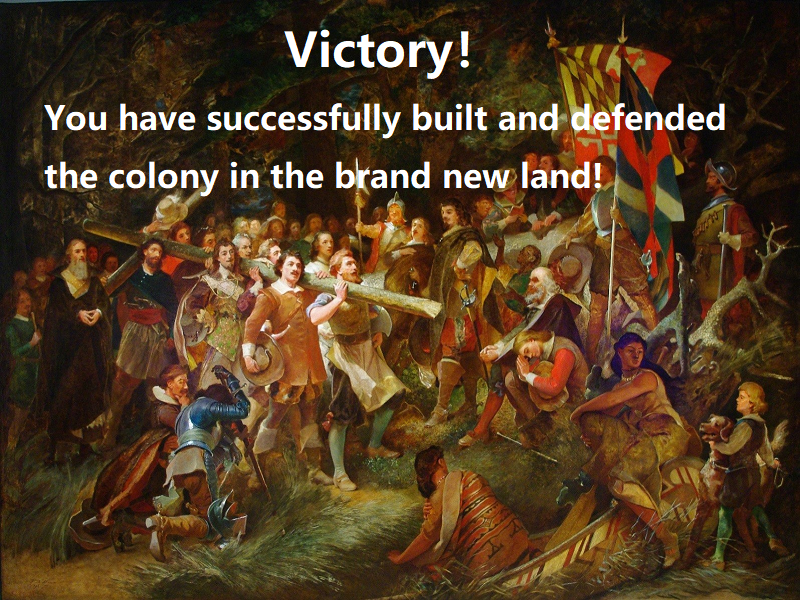 Victory!
You have successfully built and defended
the colony in the brand new land!